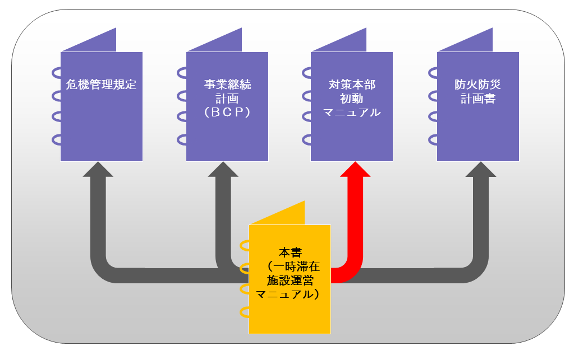 危機管理規定
事業継続
計画
（ＢＣＰ）
対策本部
初動
マニュアル
防火防災
計画書
本書
（一時滞在
施設運営
マニュアル）